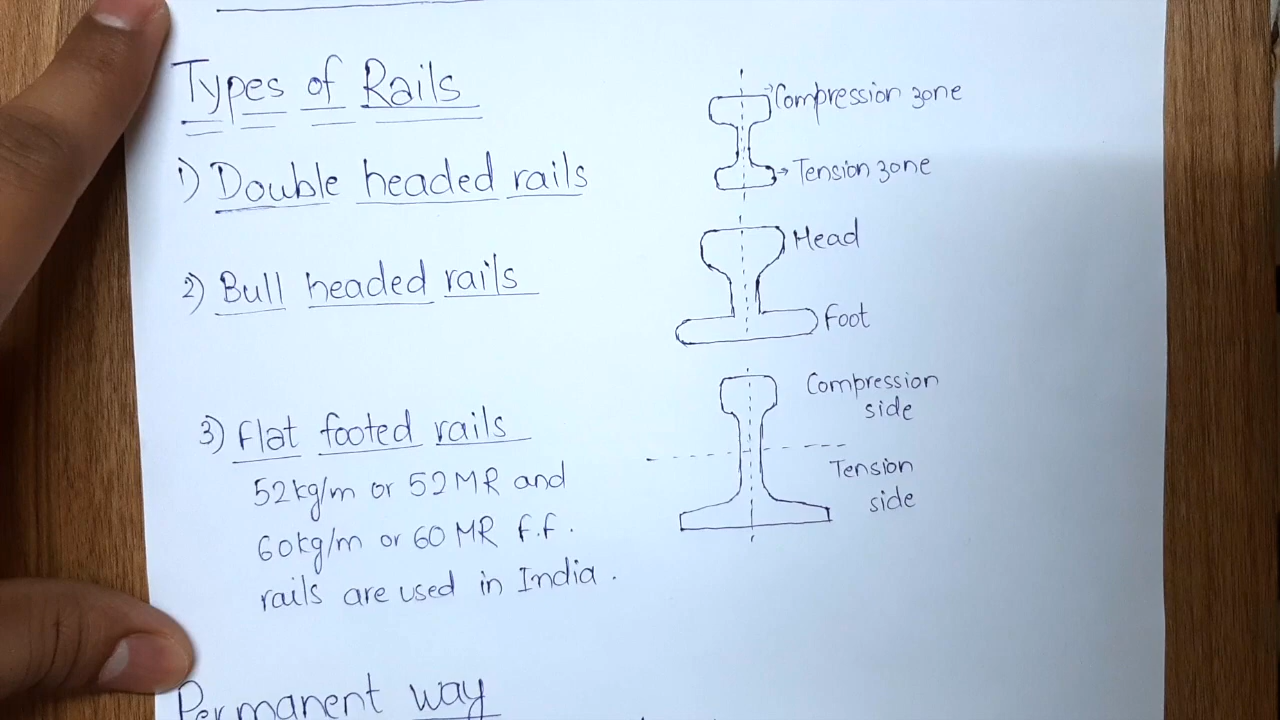 Types of Rails
Compression zone
1) Double headed rails
Tension zone
Head
2) Bull headed rails
Foot
Compression
side
3) Flat footed rails
Tension
side
52kg/m or 52 MR and
60kg/m or 60 MR f.f.
rails are used in India.
Permanent way